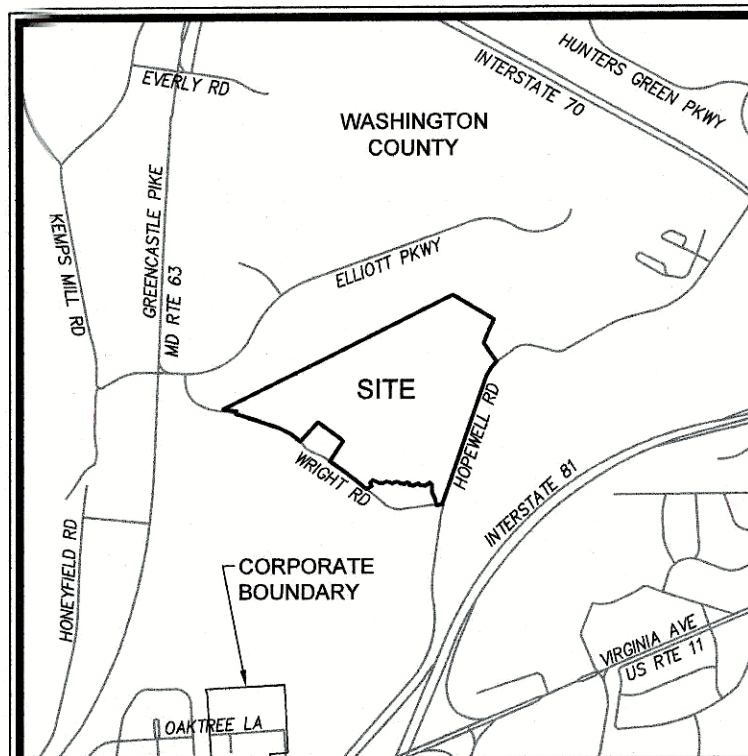 EVERLY RD
INTERSTATE 70
HUNTERS GREEN PKWY
WASHINGTON
COUNTY
KEMPS MILL RD
GREENCASTLE PIKE
MD RTE 63
ELLIOTT PKWY
SITE
HOPEWELL RD
WRIGHT RD
INTERSTATE 81
HONEYFIELD RD
CORPORATE
BOUNDARY
VIRGINIA AVE
US RTE 11
OAKTREE LA